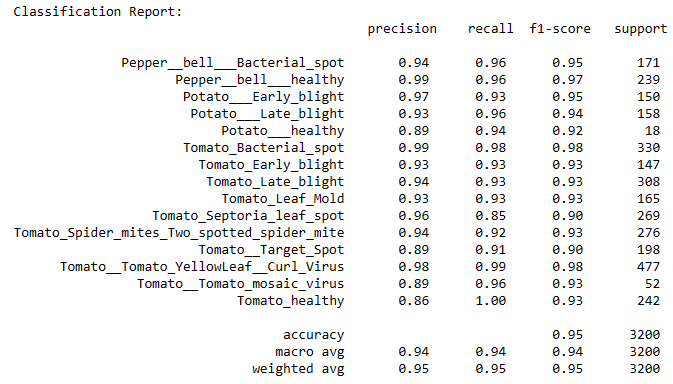 Classification Report:
precision recall f1-score support
Pepper__bell___Bacterial_spot 0.94 0.96 0.95 171
Pepper__bell___healthy 0.99 0.96 0.97 239
Potato___Early_blight 0.97 0.93 0.95 150
Potato___Late_blight 0.93 0.96 0.94 158
Potato___healthy 0.89 0.94 0.92 18
Tomato_Bacterial_spot 0.99 0.98 0.98 330
Tomato_Early_blight 0.93 0.93 0.93 147
Tomato_Late_blight 0.94 0.93 0.93 308
Tomato_Leaf_Mold 0.93 0.93 0.93 165
Tomato_Septoria_leaf_spot 0.96 0.85 0.90 269
Tomato_Spider_mites_Two_spotted_spider_mite 0.94 0.92 0.93 276
Tomato__Target_Spot 0.89 0.91 0.90 198
Tomato__Tomato_YellowLeaf__Curl_Virus 0.98 0.99 0.98 477
Tomato__Tomato_mosaic_virus 0.89 0.96 0.93 52
Tomato_healthy 0.86 1.00 0.93 242
accuracy 0.95 3200
macro avg 0.94 0.94 0.94 3200
weighted avg 0.95 0.95 0.95 3200